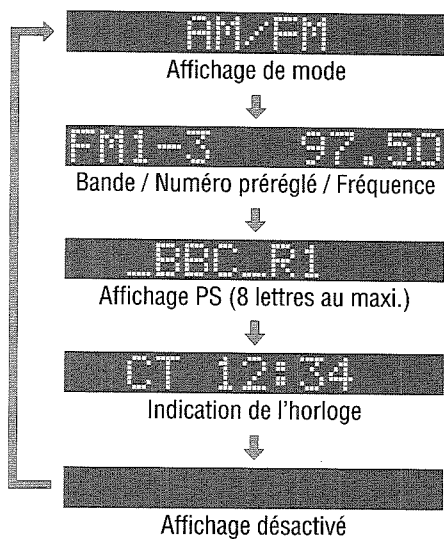 AM/FM
Affichage de mode
FM1-3 97.50
Bande / Numéro préréglé / Fréquence
_BBC_R1
Affichage PS (8 lettres au maxi.)
CT 12:34
Indication de l'horloge
Affichage désactivé